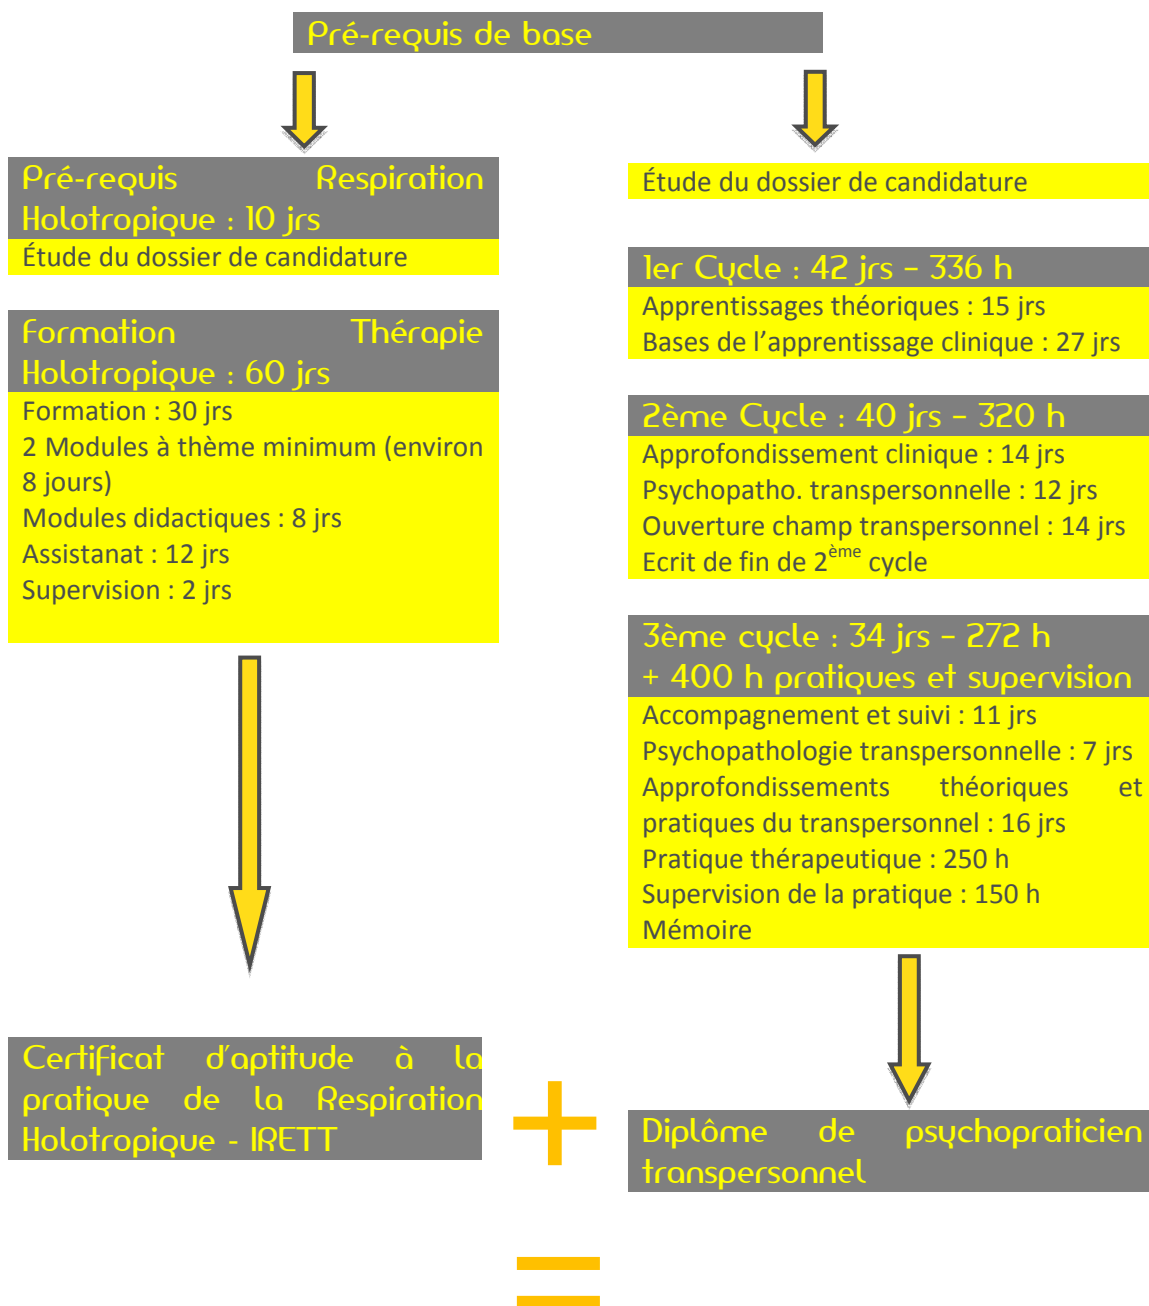 Pré-requis de base
Pré-requis Respiration
Holotropique : 10 jrs
Étude du dossier de candidature
Formation Thérapie
Holotropique : 60 jrs
Formation : 30 jrs
2 Modules à thème minimum (environ
8 jours)
Modules didactiques : 8 jrs
Assistanat : 12 jrs
Supervision : 2 jrs
Certificat d'aptitude à la
pratique de la Respiration
Holotropique - IRETT
+
Étude du dossier de candidature
1er Cycle : 42 jrs – 336 h
Apprentissages théoriques : 15 jrs
Bases de l’apprentissage clinique : 27 jrs
2ème Cycle : 40 jrs – 320 h
Approfondissement clinique : 14 jrs
Psychopatho. transpersonnelle : 12 jrs
Ouverture champ transpersonnel : 14 jrs
Ecrit de fin de 2ème cycle
3ème cycle : 34 jrs – 272 h
+ 400 h pratiques et supervision
Accompagnement et suivi : 11 jrs
Psychopathologie transpersonnelle : 7 jrs
Approfondissements théoriques et
pratiques du transpersonnel : 16 jrs
Pratique thérapeutique : 250 h
Supervision de la pratique : 150 h
Mémoire
Diplôme de psychopraticien
transpersonnel
=